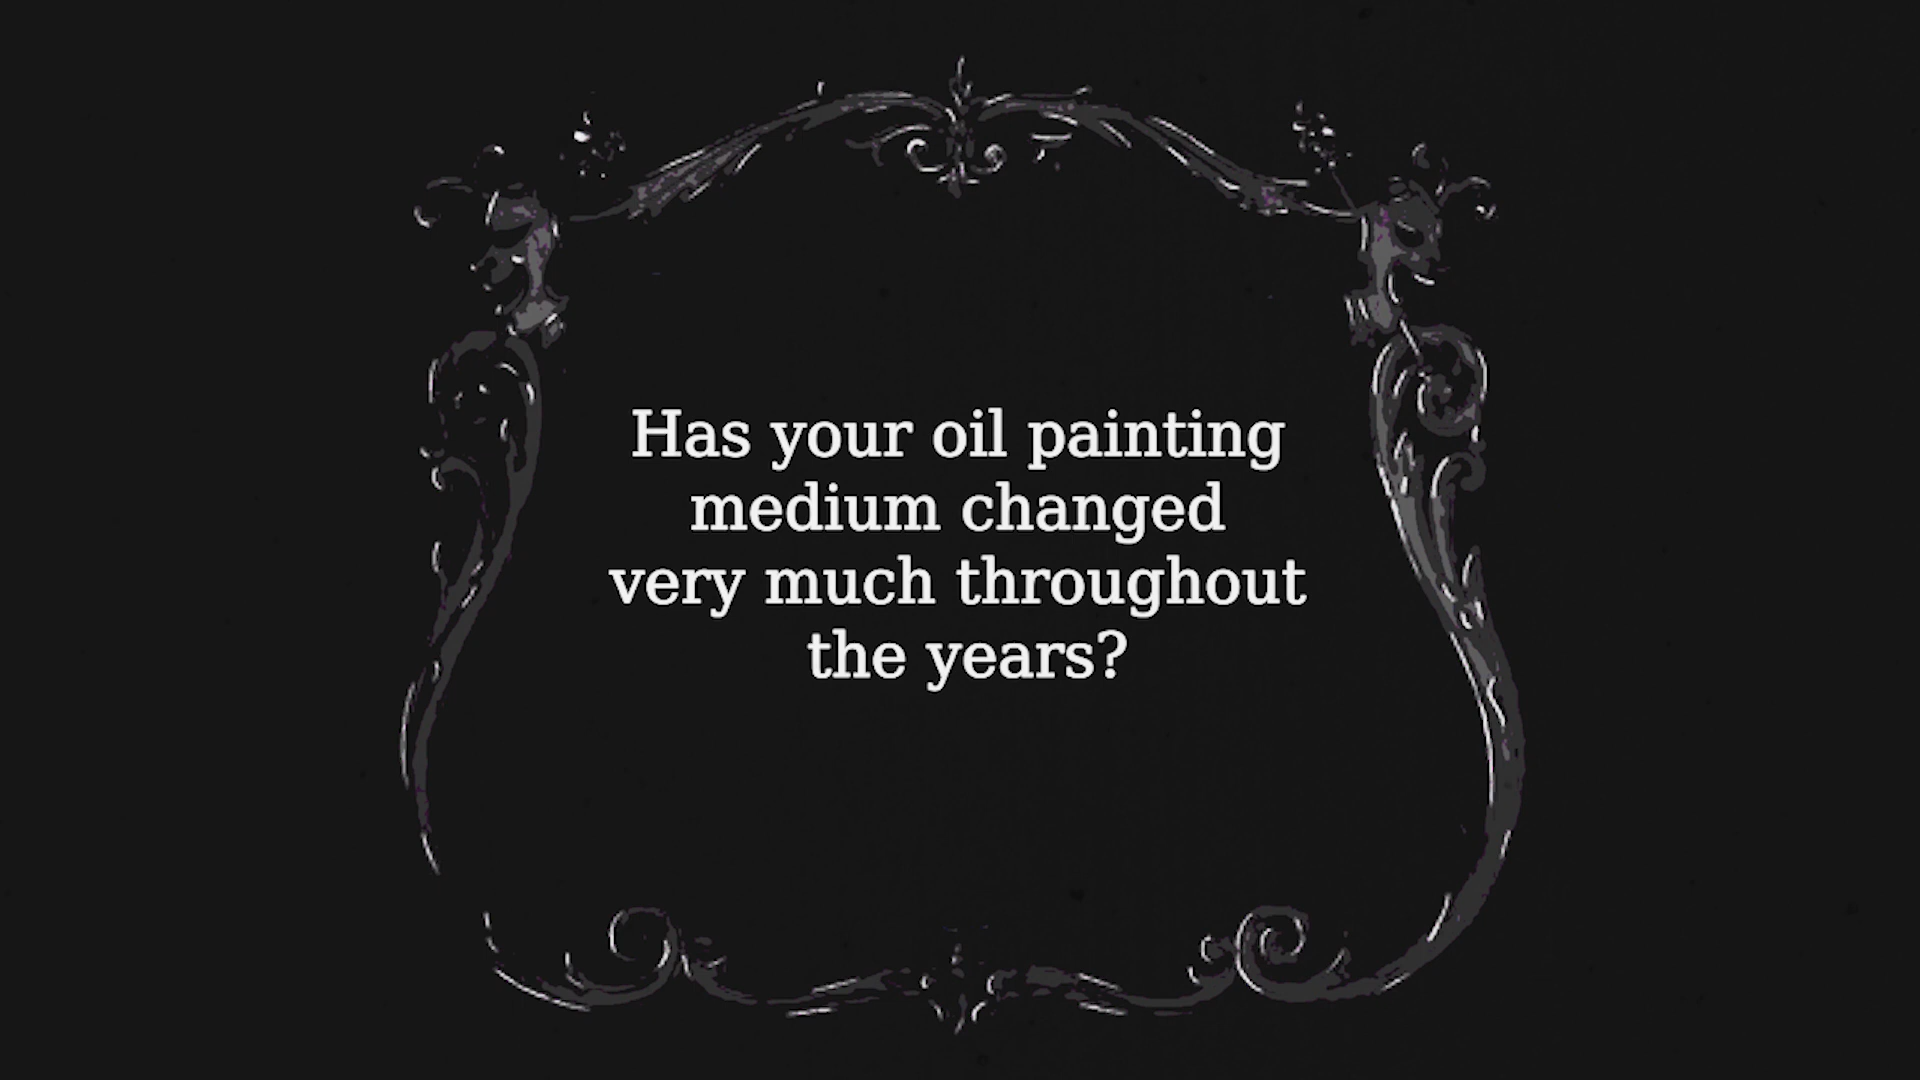 Has your oil painting
medium changed
very much throughout
the years?